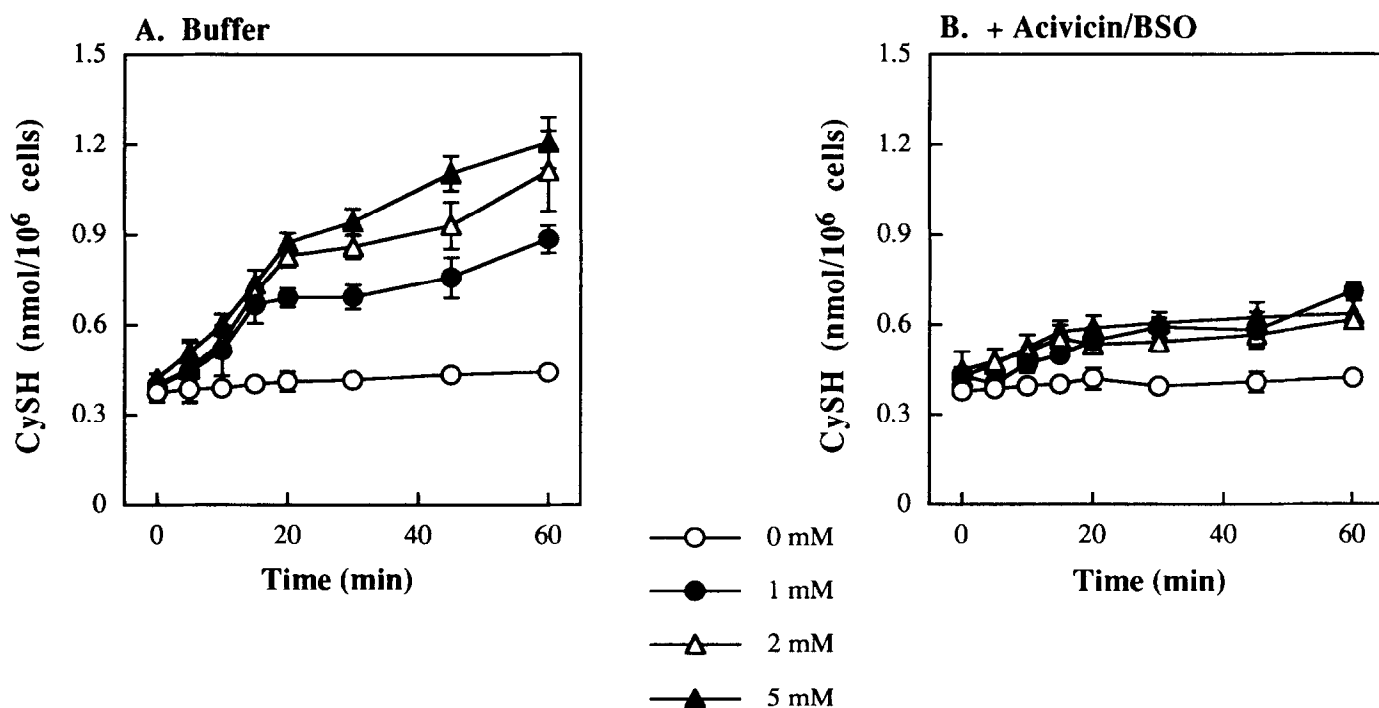 A. Buffer
1.5
1.2
0.9
0.6
0.3
0
CySH (nmol/10⁶ cells)
0 20 40 60
Time (min)
B. + Acivicin/BSO
1.5
1.2
0.9
0.6
0.3
0
CySH (nmol/10⁶ cells)
0 20 40 60
Time (min)
0 mM
1 mM
2 mM
5 mM